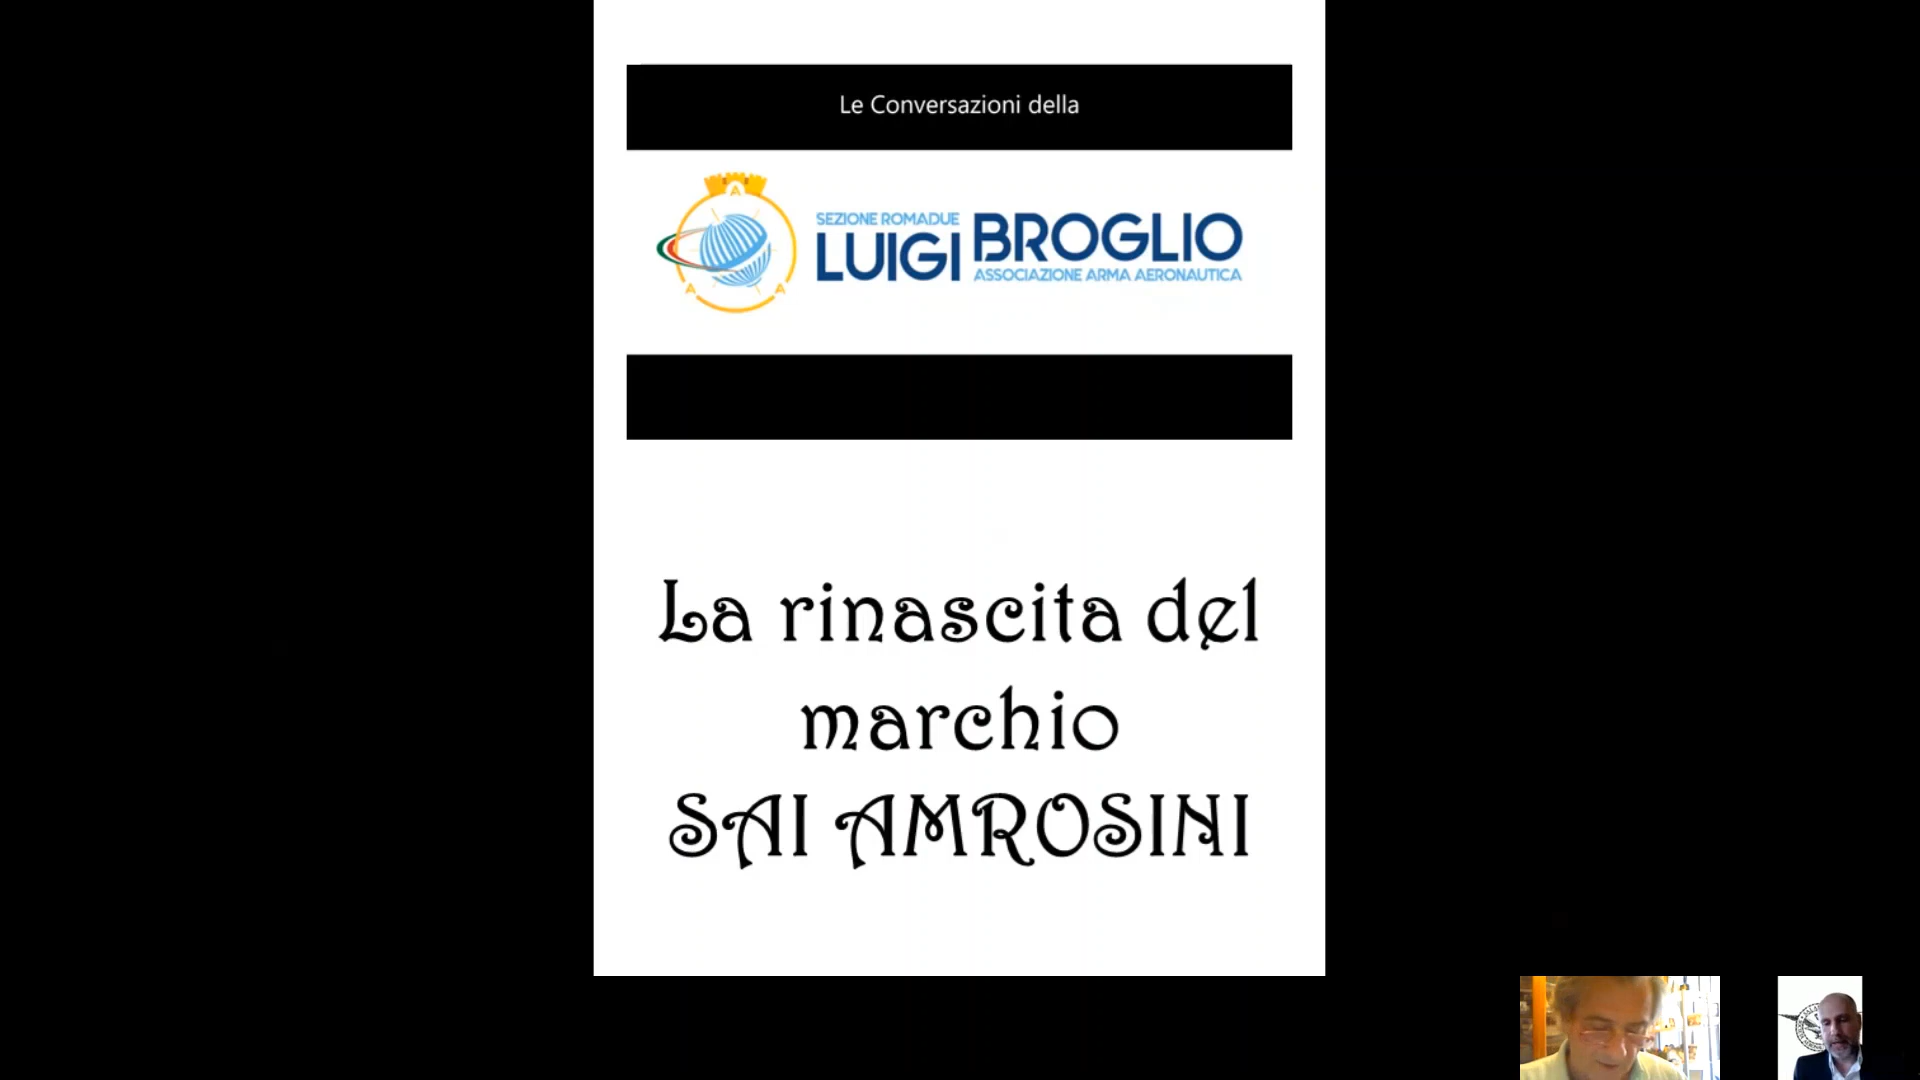 Le Conversazioni della
SEZIONE ROMADUE
LUIGI BROGLIO
ASSOCIAZIONE ARMA AERONAUTICA
La rinascita del
marchio
SAI AMROSINI